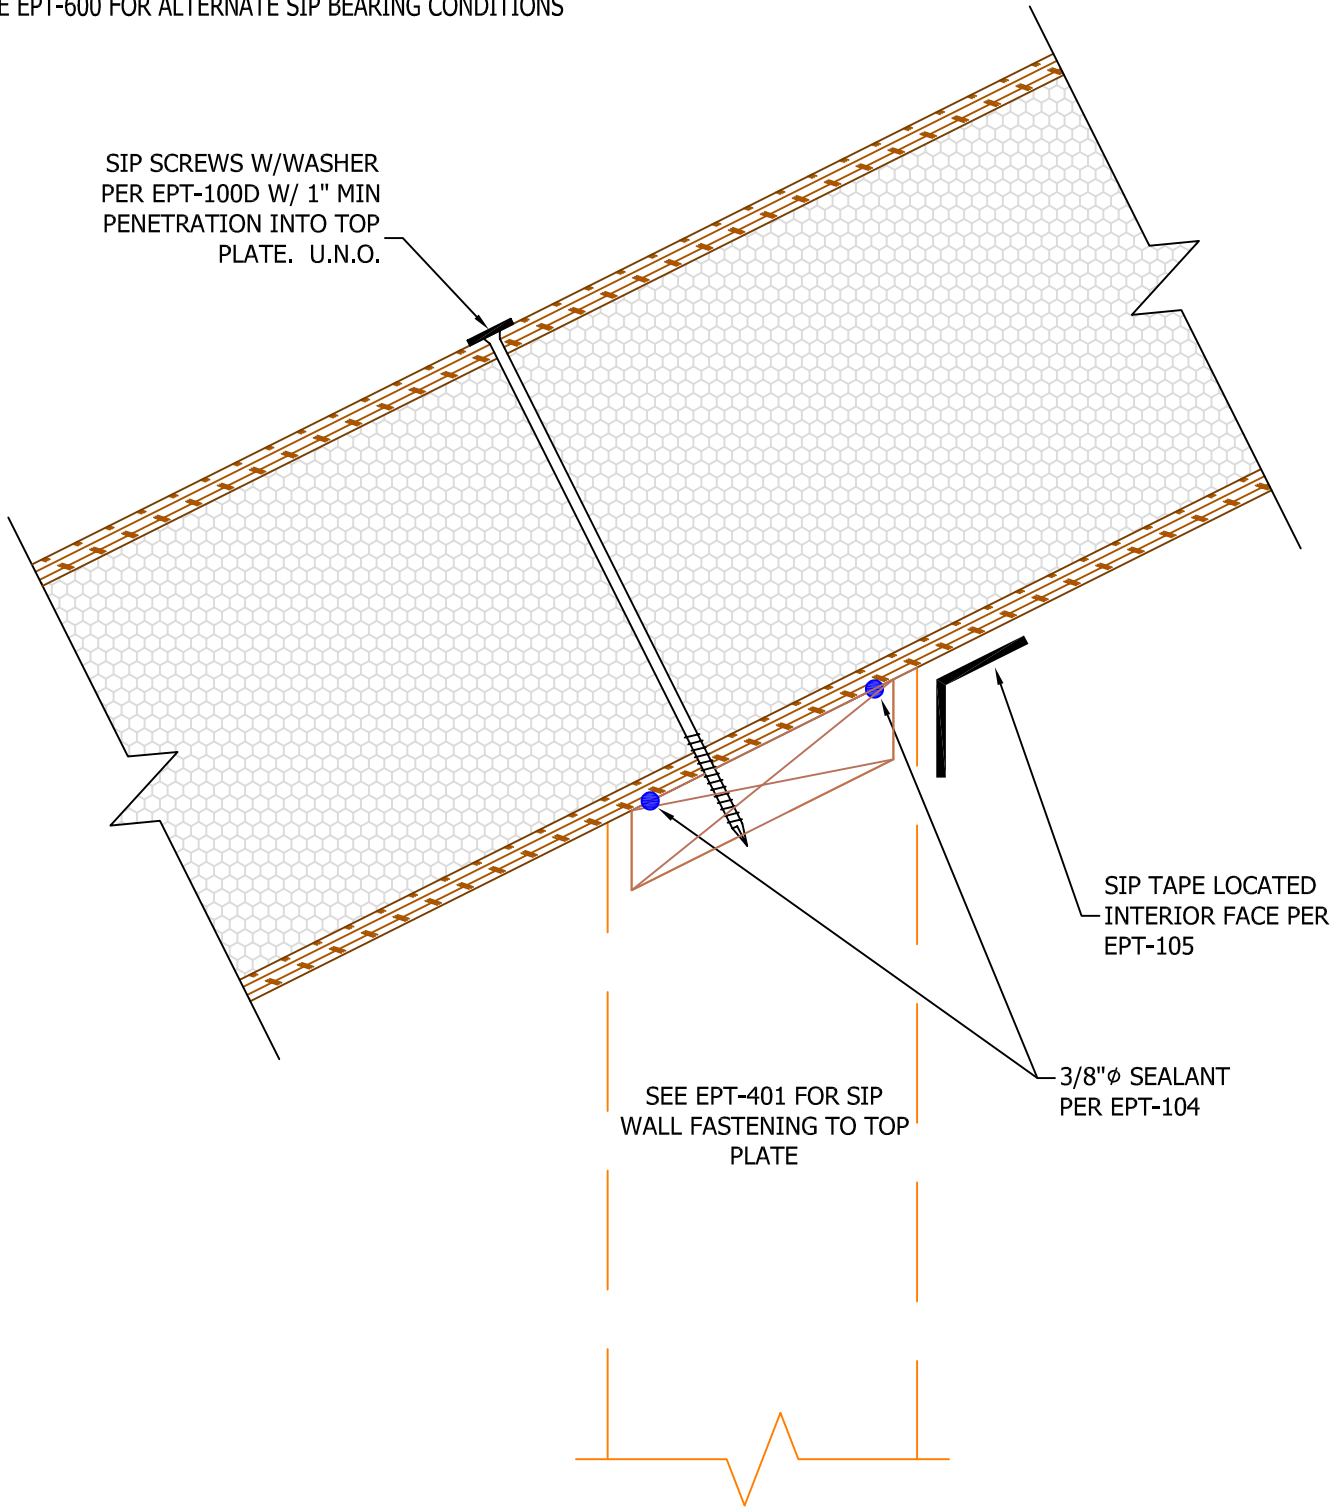 EPT-600 FOR ALTERNATE SIP BEARING CONDITIONS
SIP SCREWS W/WASHER
PER EPT-100D W/ 1" MIN
PENETRATION INTO TOP
PLATE. U.N.O.
SIP TAPE LOCATED
INTERIOR FACE PER
EPT-105
3/8"⌀ SEALANT
PER EPT-104
SEE EPT-401 FOR SIP
WALL FASTENING TO TOP
PLATE